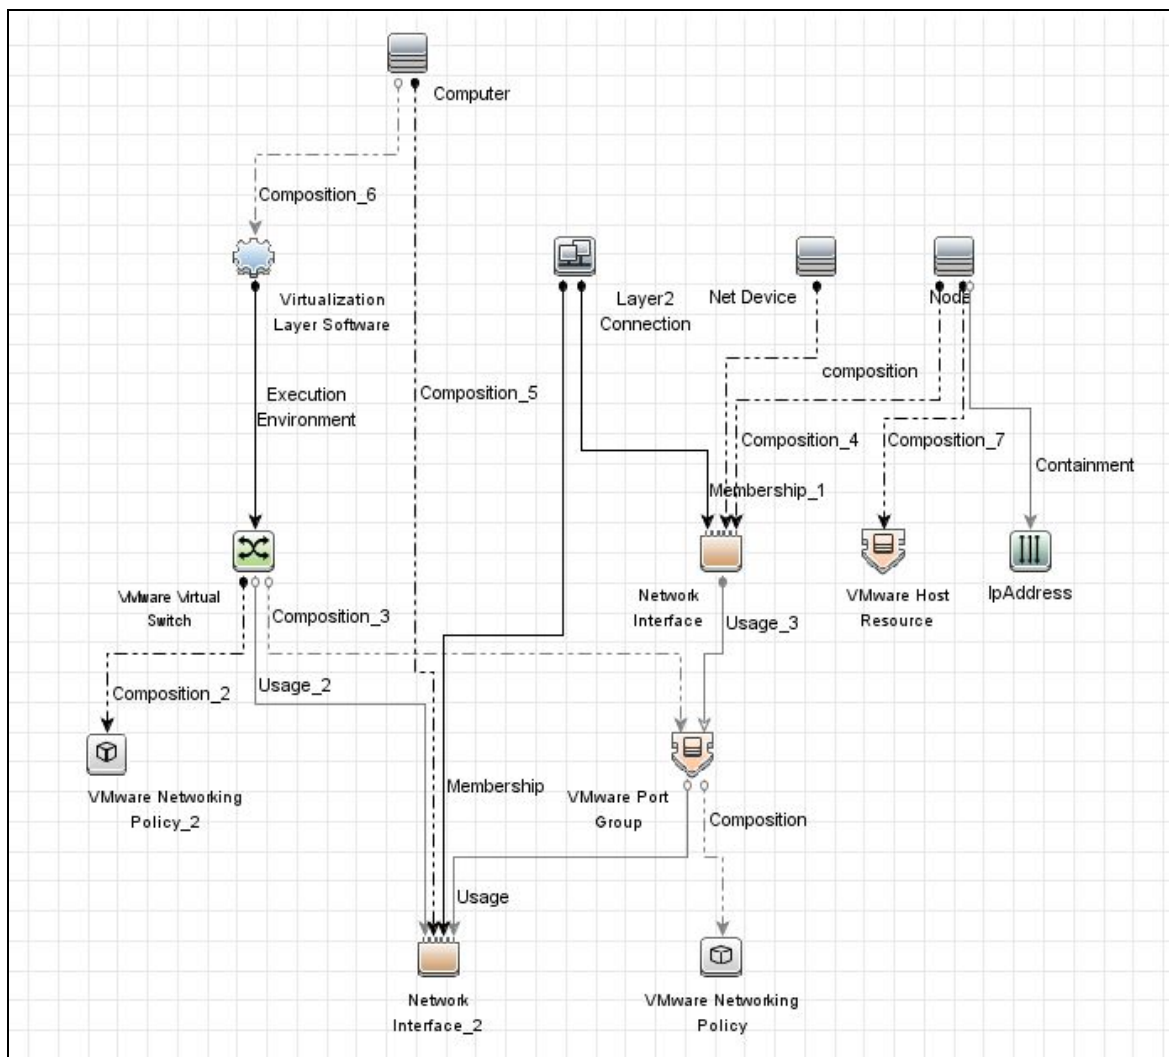 Computer
Composition_6
Virtualization
Layer Software
Layer2
Connection
Net Device
Node
Execution
Environment
Composition_5
composition
Composition_4
Composition_7
Containment
Membership_1
VMware Virtual
Switch
Composition_3
Network
Interface
Usage_3
VMware Host
Resource
IpAddress
Composition_2
Usage_2
VMware Networking
Policy_2
Membership
VMware Port
Group
Composition
Usage
Network
Interface_2
VMware Networking
Policy